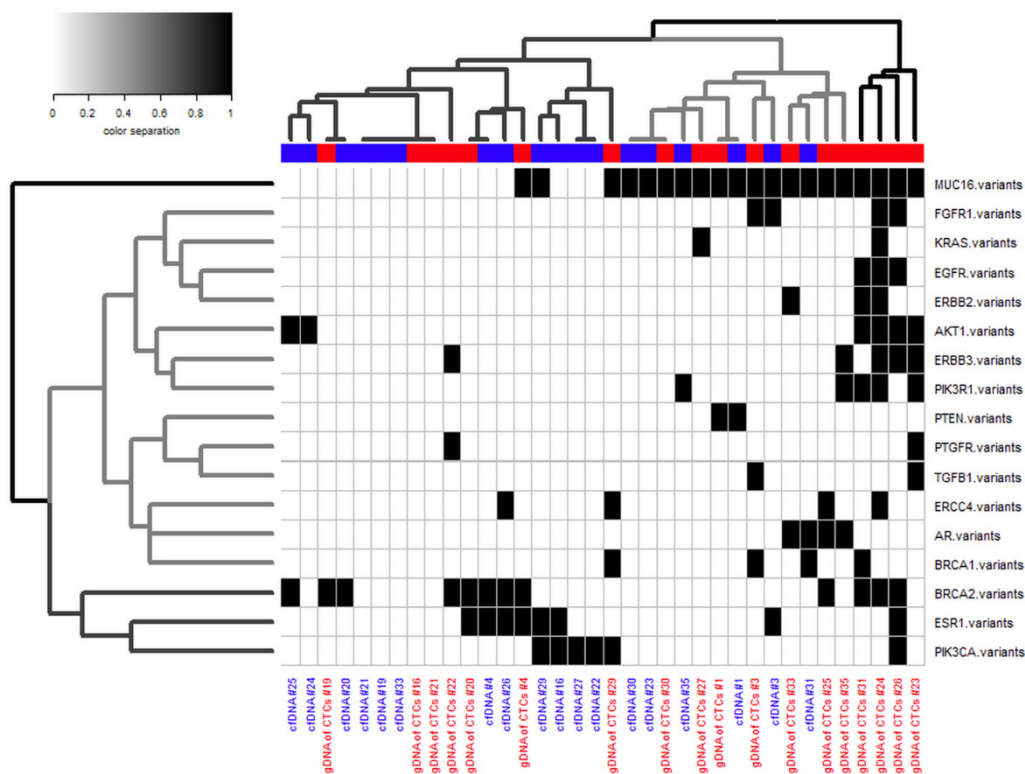 0 0.2 0.4 0.6 0.8 1
color separation
MUC16.variants
FGFR1.variants
KRAS.variants
EGFR.variants
ERBB2.variants
AKT1.variants
ERBB3.variants
PIK3R1.variants
PTEN.variants
PTGFR.variants
TGFB1.variants
ERCC4.variants
AR.variants
BRCA1.variants
BRCA2.variants
ESR1.variants
PIK3CA.variants
cfDNA#25
cfDNA#24
gDNA of CTCs #19
cfDNA#20
cfDNA#21
cfDNA#19
cfDNA#33
gDNA of CTCs #16
gDNA of CTCs #21
gDNA of CTCs #22
gDNA of CTCs #20
cfDNA#4
cfDNA#26
gDNA of CTCs #4
cfDNA#29
cfDNA#16
cfDNA#27
cfDNA#22
gDNA of CTCs #29
cfDNA#30
cfDNA#23
gDNA of CTCs #30
cfDNA#35
gDNA of CTCs #27
gDNA of CTCs #1
cfDNA#1
gDNA of CTCs #3
cfDNA#3
gDNA of CTCs #33
cfDNA#31
gDNA of CTCs #25
gDNA of CTCs #35
gDNA of CTCs #31
gDNA of CTCs #24
gDNA of CTCs #26
gDNA of CTCs #23